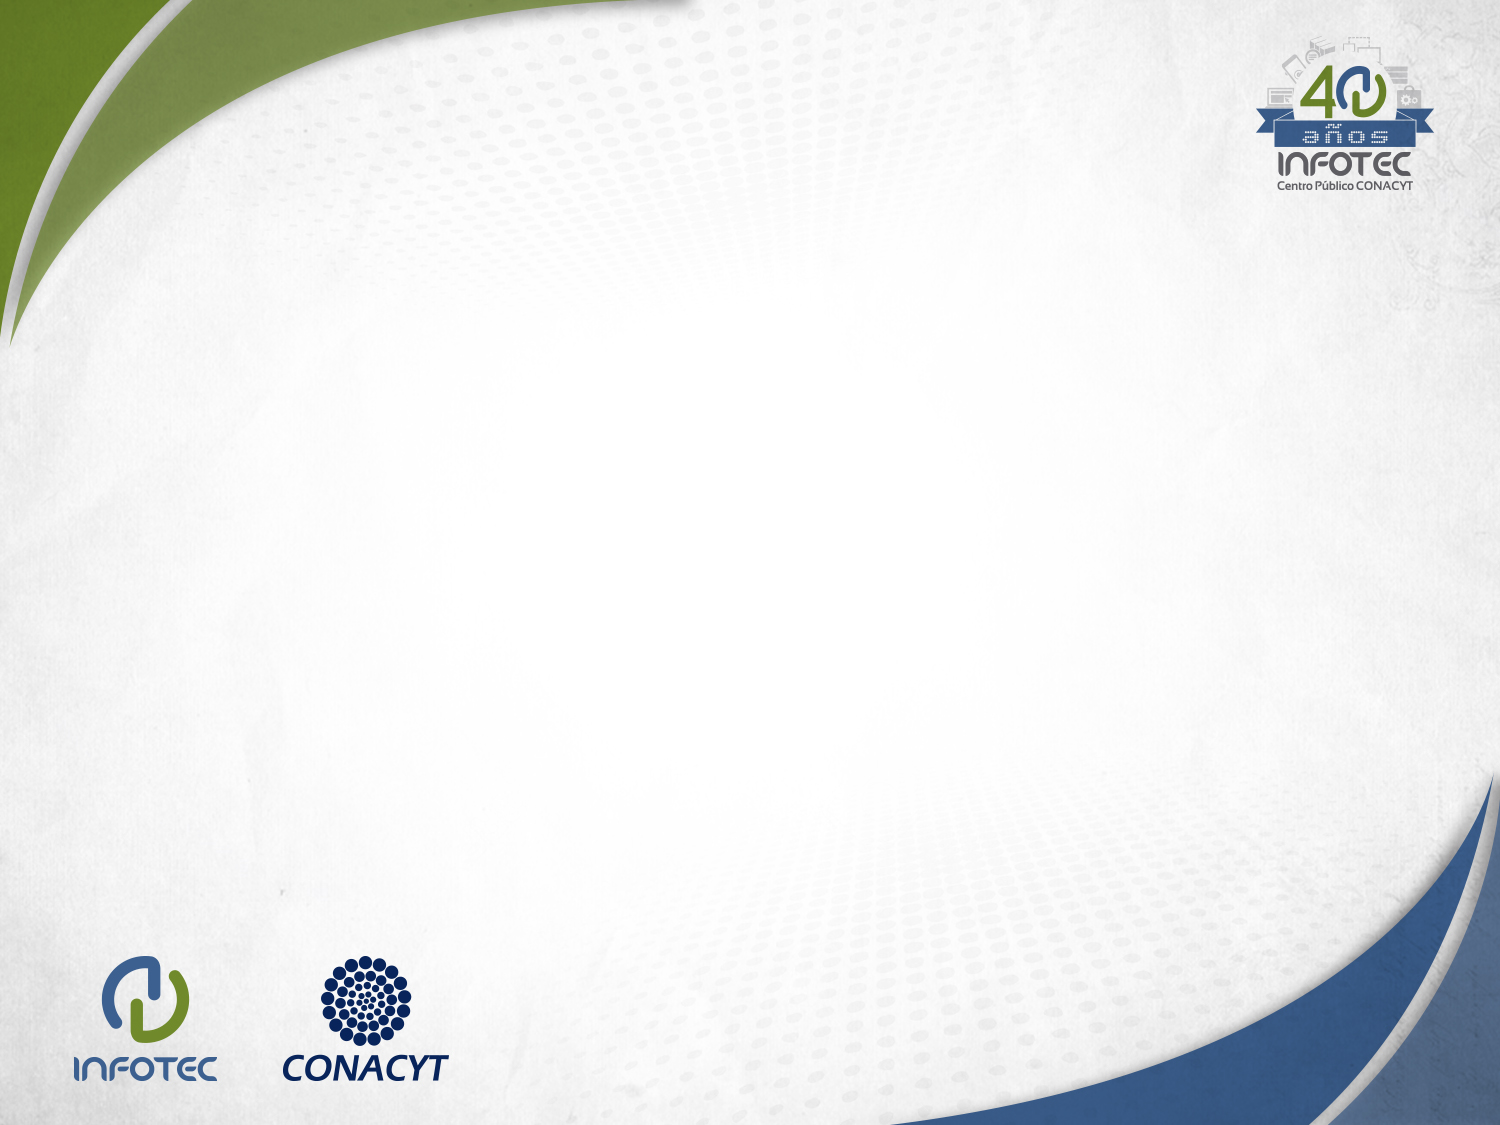 40
años
INFOTEC
Centro Público CONACYT
INFOTEC
CONACYT